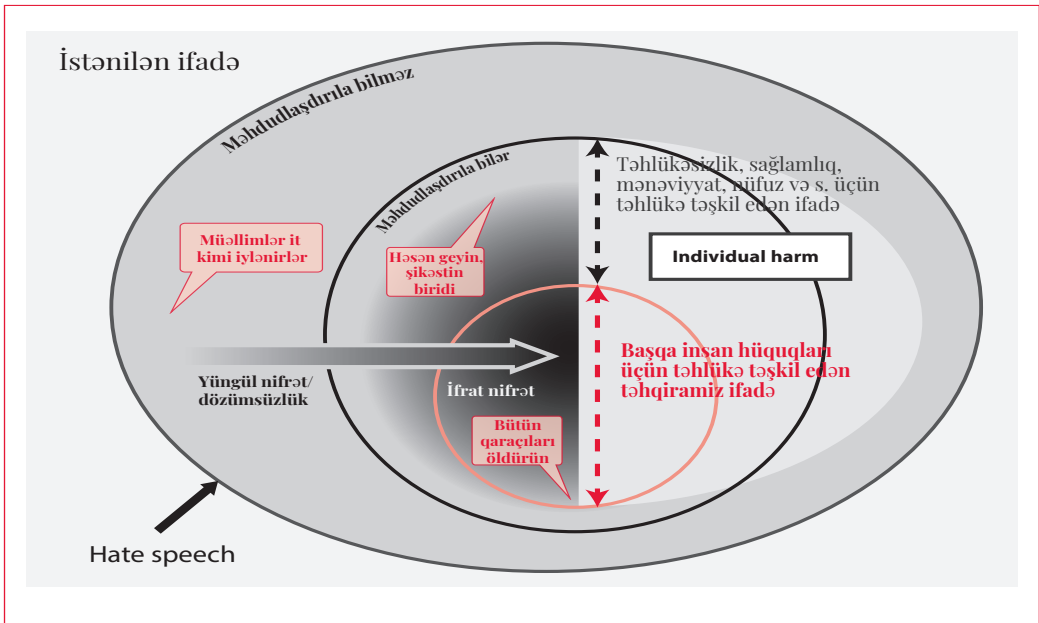 İstənilən ifadə
Məhdudlaşdırıla bilməz
Məhdudlaşdırıla bilər
Təhlükəsizlik, sağlamlıq,
mənəviyyat, nüfuz və s. üçün
təhlükə təşkil edən ifadə
Müəllimlər it
kimi iylənirlər
Həsən geyin,
şikəstin
biridi
Individual harm
Başqa insan hüquqları
üçün təhlükə təşkil edən
təhqiramiz ifadə
Yüngül nifrət/
dözümsüzlük
İfrat nifrət
Bütün
qaraçıları
öldürün
Hate speech